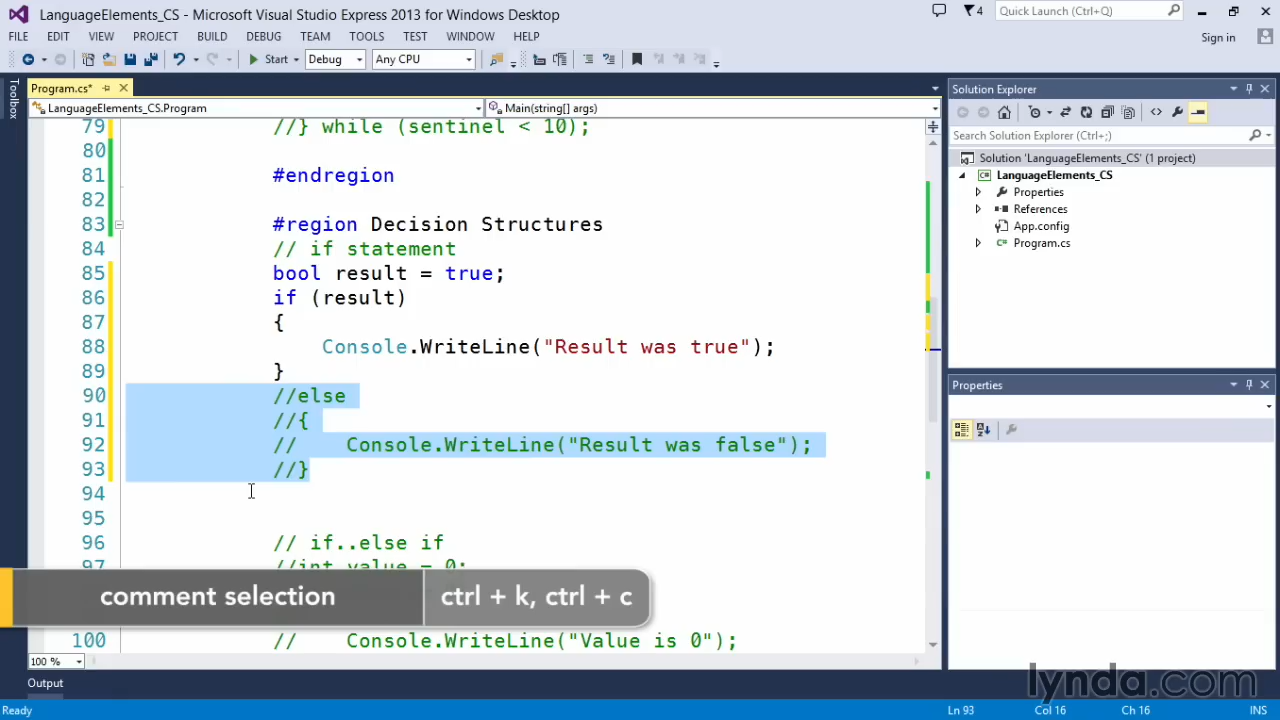 LanguageElements_CS - Microsoft Visual Studio Express 2013 for Windows Desktop
4
Quick Launch (Ctrl+Q)
FILE EDIT VIEW PROJECT BUILD DEBUG TEAM TOOLS TEST WINDOW HELP
Sign in
Start Debug Any CPU
Toolbox
Program.cs*
LanguageElements_CS.Program
Main(string[] args)
79 //} while (sentinel < 10);
80
81 #endregion
82
83 #region Decision Structures
84 // if statement
85 bool result = true;
86 if (result)
87 {
88 Console.WriteLine("Result was true");
89 }
90 //else
91 //{
92 // Console.WriteLine("Result was false");
93 //}
94
95
96 // if..else if
97 //int value = 0;
comment selection ctrl + k, ctrl + c
100 // Console.WriteLine("Value is 0");
100 %
Output
Ready
Ln 93 Col 16 Ch 16 INS
Solution Explorer
Search Solution Explorer (Ctrl+;)
Solution 'LanguageElements_CS' (1 project)
LanguageElements_CS
Properties
References
App.config
Program.cs
Properties
lynda.com